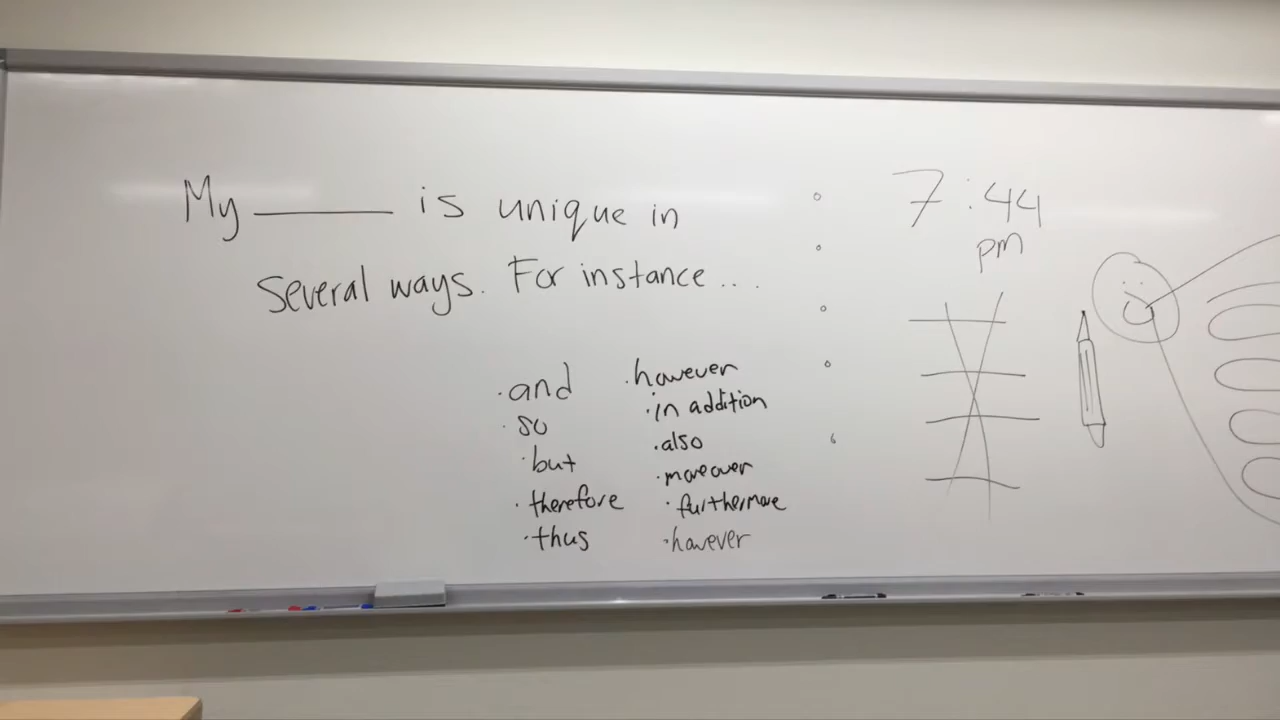 My ______ is unique in
several ways. For instance ...
· and
· so
· but
· therefore
· thus
· however
· in addition
· also
· moreover
· furthermore
· however
7:44
pm